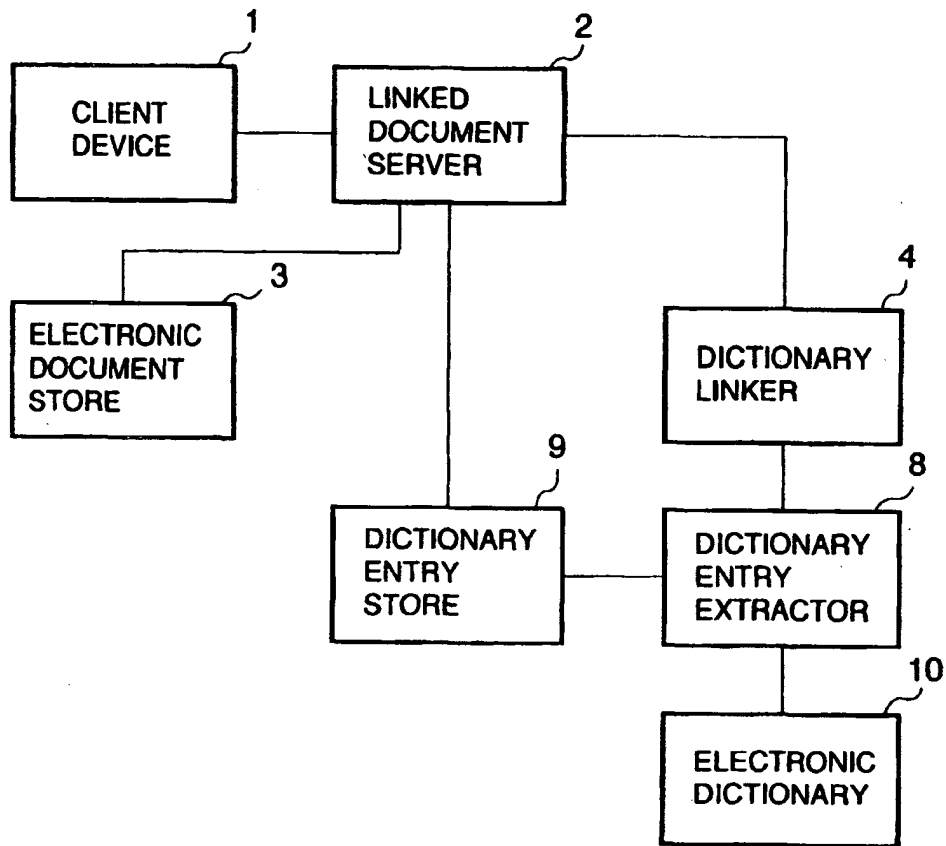 1
CLIENT
DEVICE
2
LINKED
DOCUMENT
SERVER
3
ELECTRONIC
DOCUMENT
STORE
4
DICTIONARY
LINKER
9
DICTIONARY
ENTRY
STORE
8
DICTIONARY
ENTRY
EXTRACTOR
10
ELECTRONIC
DICTIONARY